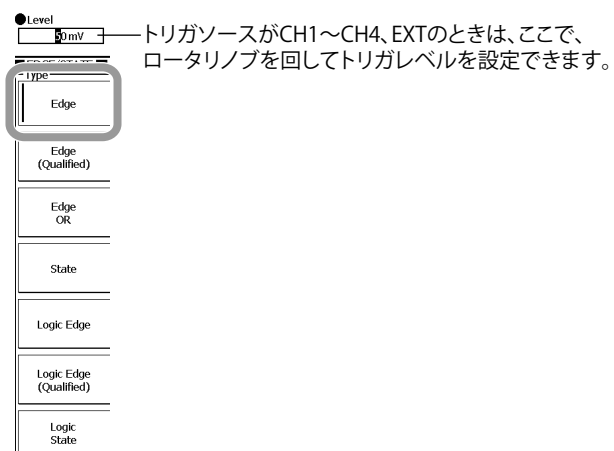 ●Level
50 mV
トリガソースがCH1～CH4、EXTのときは、ここで、
ロータリノブを回してトリガレベルを設定できます。
EDGE/STATE
Type
Edge
Edge
(Qualified)
Edge
OR
State
Logic Edge
Logic Edge
(Qualified)
Logic
State